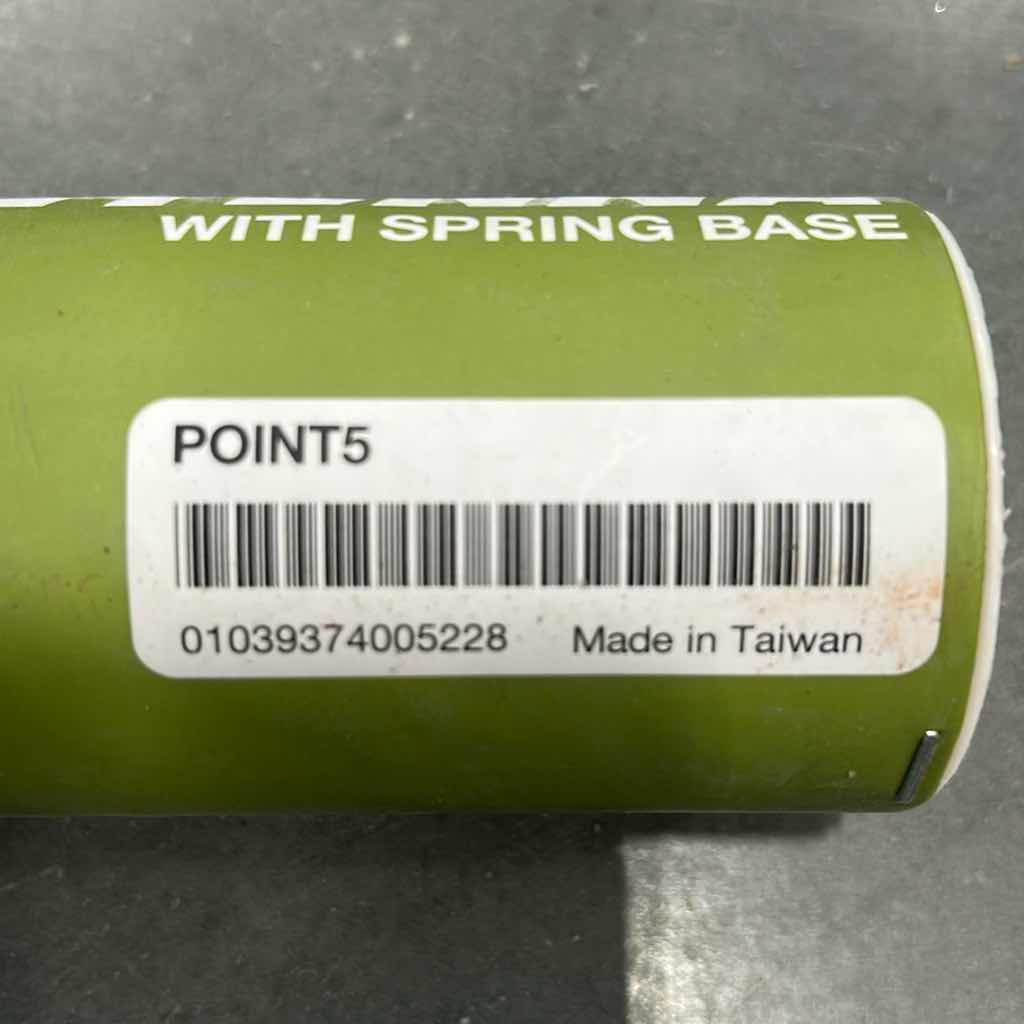 WITH SPRING BASE
POINT5
01039374005228 Made in Taiwan